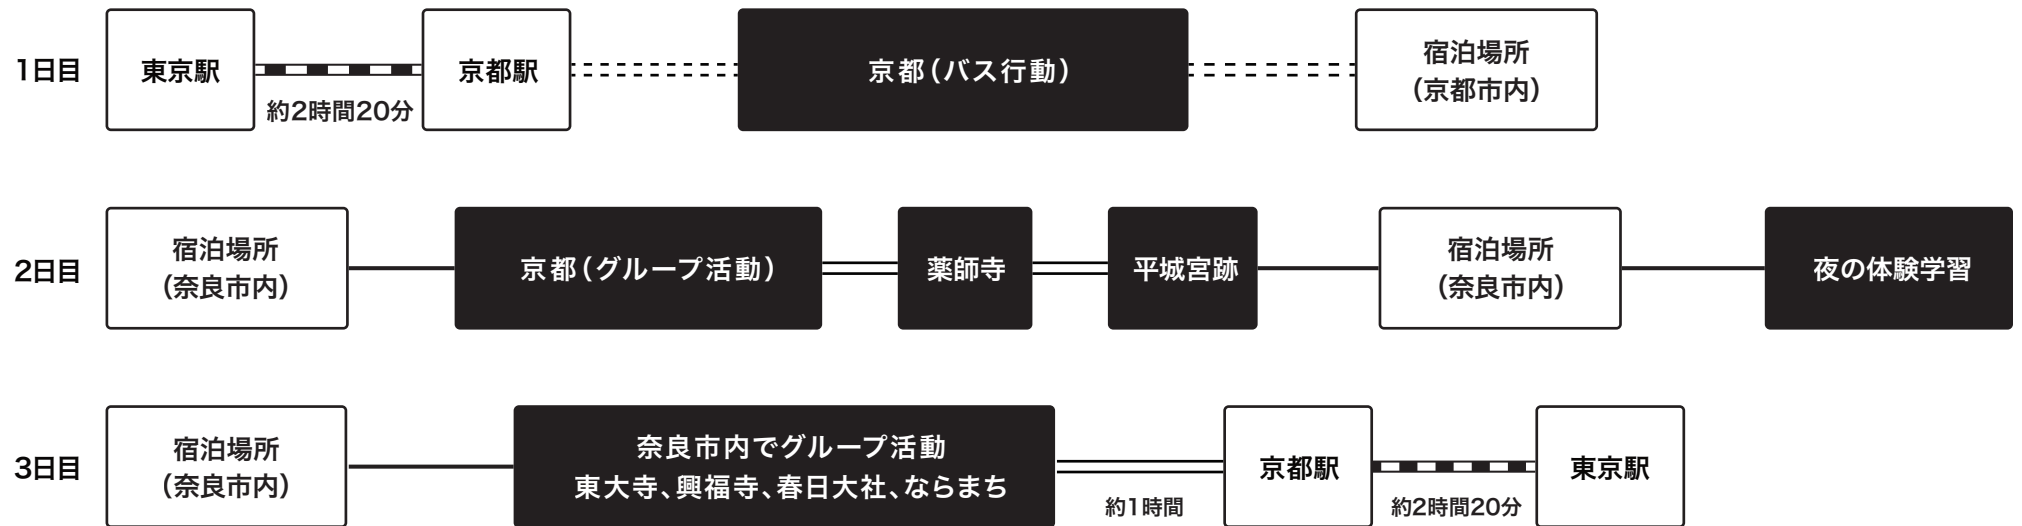 1日目
東京駅
約2時間20分
京都駅
京都(バス行動)
宿泊場所
(京都市内)
2日目
宿泊場所
(奈良市内)
京都(グループ活動)
薬師寺
平城宮跡
宿泊場所
(奈良市内)
夜の体験学習
3日目
宿泊場所
(奈良市内)
奈良市内でグループ活動
東大寺、興福寺、春日大社、ならまち
約1時間
京都駅
約2時間20分
東京駅